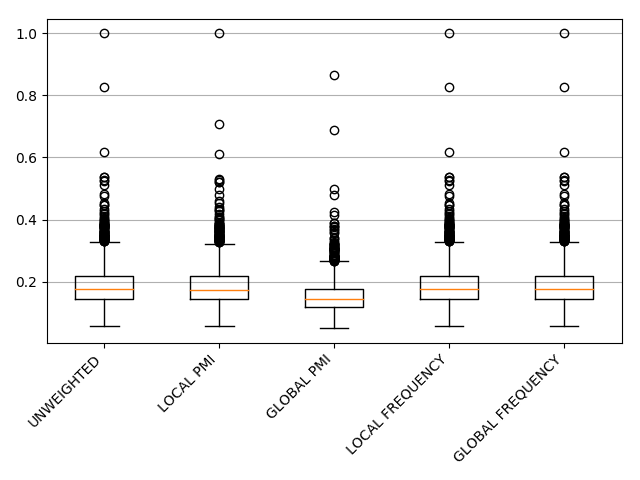 1.0
0.8
0.6
0.4
0.2
UNWEIGHTED
LOCAL PMI
GLOBAL PMI
LOCAL FREQUENCY
GLOBAL FREQUENCY